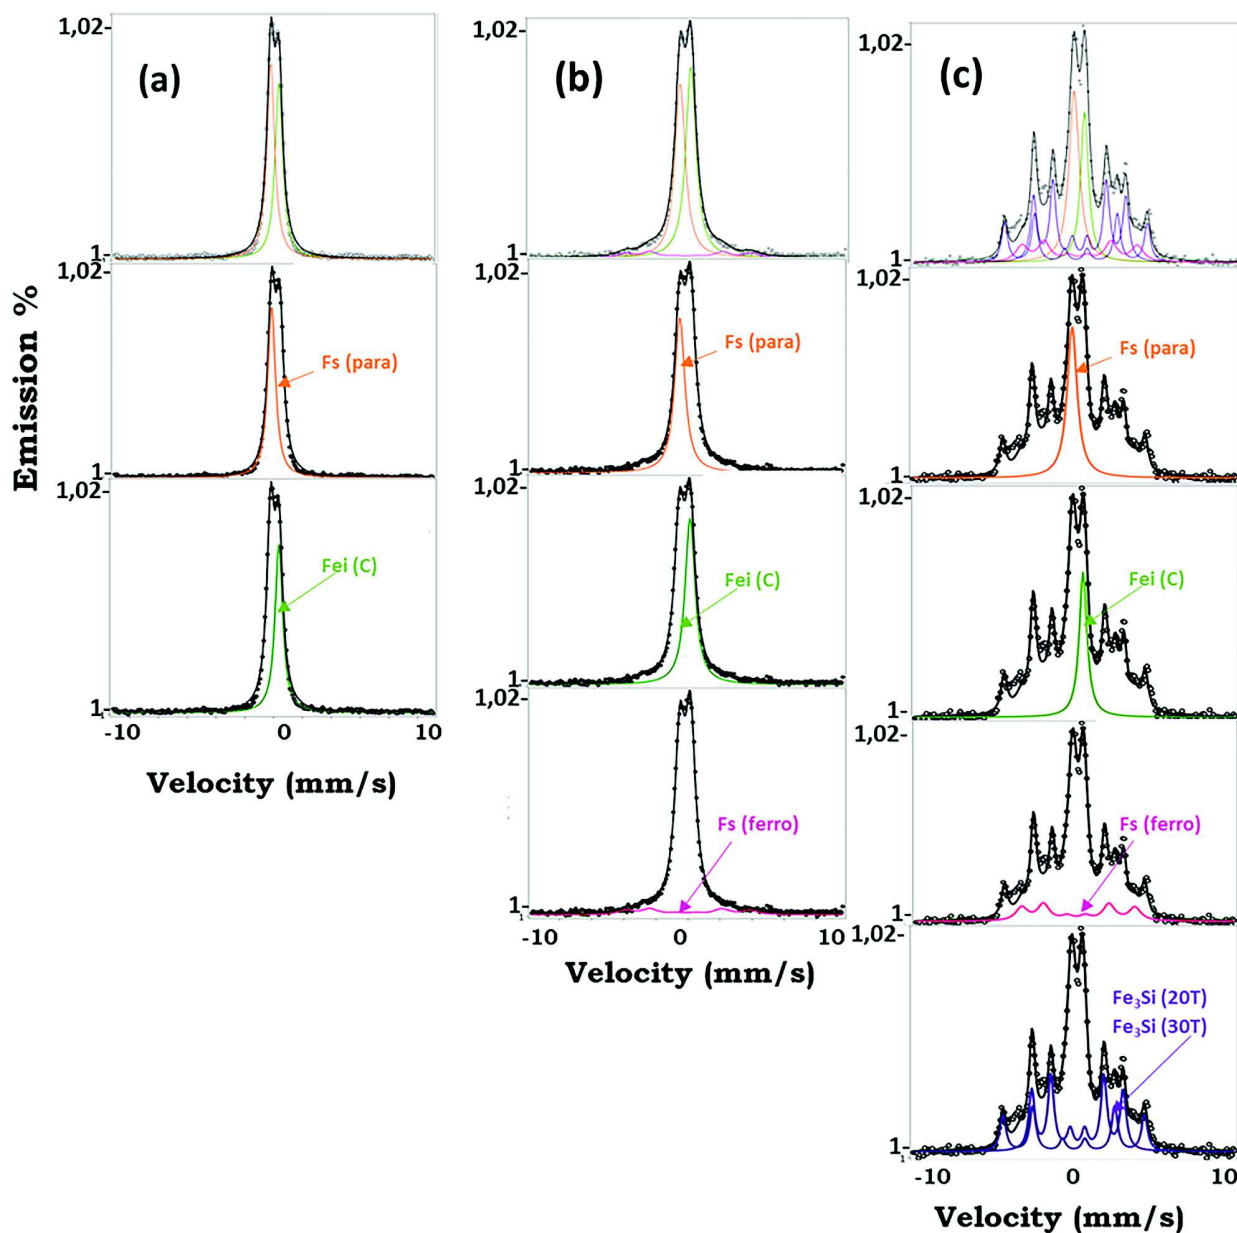 Emission %
(a)
1,02-
1-
1,02-
Fs (para)
1-
1,02-
Fei (C)
1-
-10 0 10
Velocity (mm/s)
(b)
1,02-
1-
1,02-
Fs (para)
1-
1,02-
Fei (C)
1-
1,02-
Fs (ferro)
1-
-10 0 10
Velocity (mm/s)
(c)
1,02-
1-
1,02-
Fs (para)
1-
1,02-
Fei (C)
1-
1,02-
Fs (ferro)
1-
1,02-
Fe₃Si (20T)
Fe₃Si (30T)
1-
-10 0 10
Velocity (mm/s)